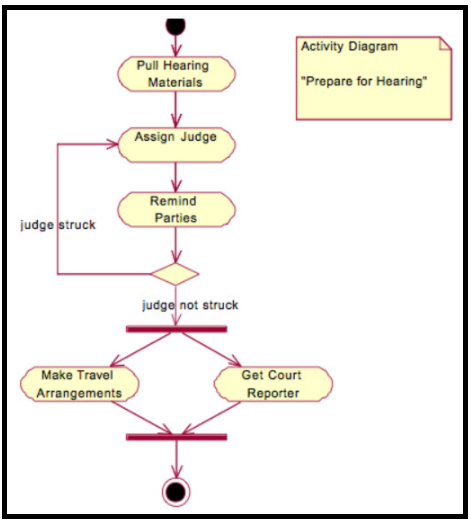 Activity Diagram
"Prepare for Hearing"
Pull Hearing
Materials
Assign Judge
Remind
Parties
judge struck
judge not struck
Make Travel
Arrangements
Get Court
Reporter